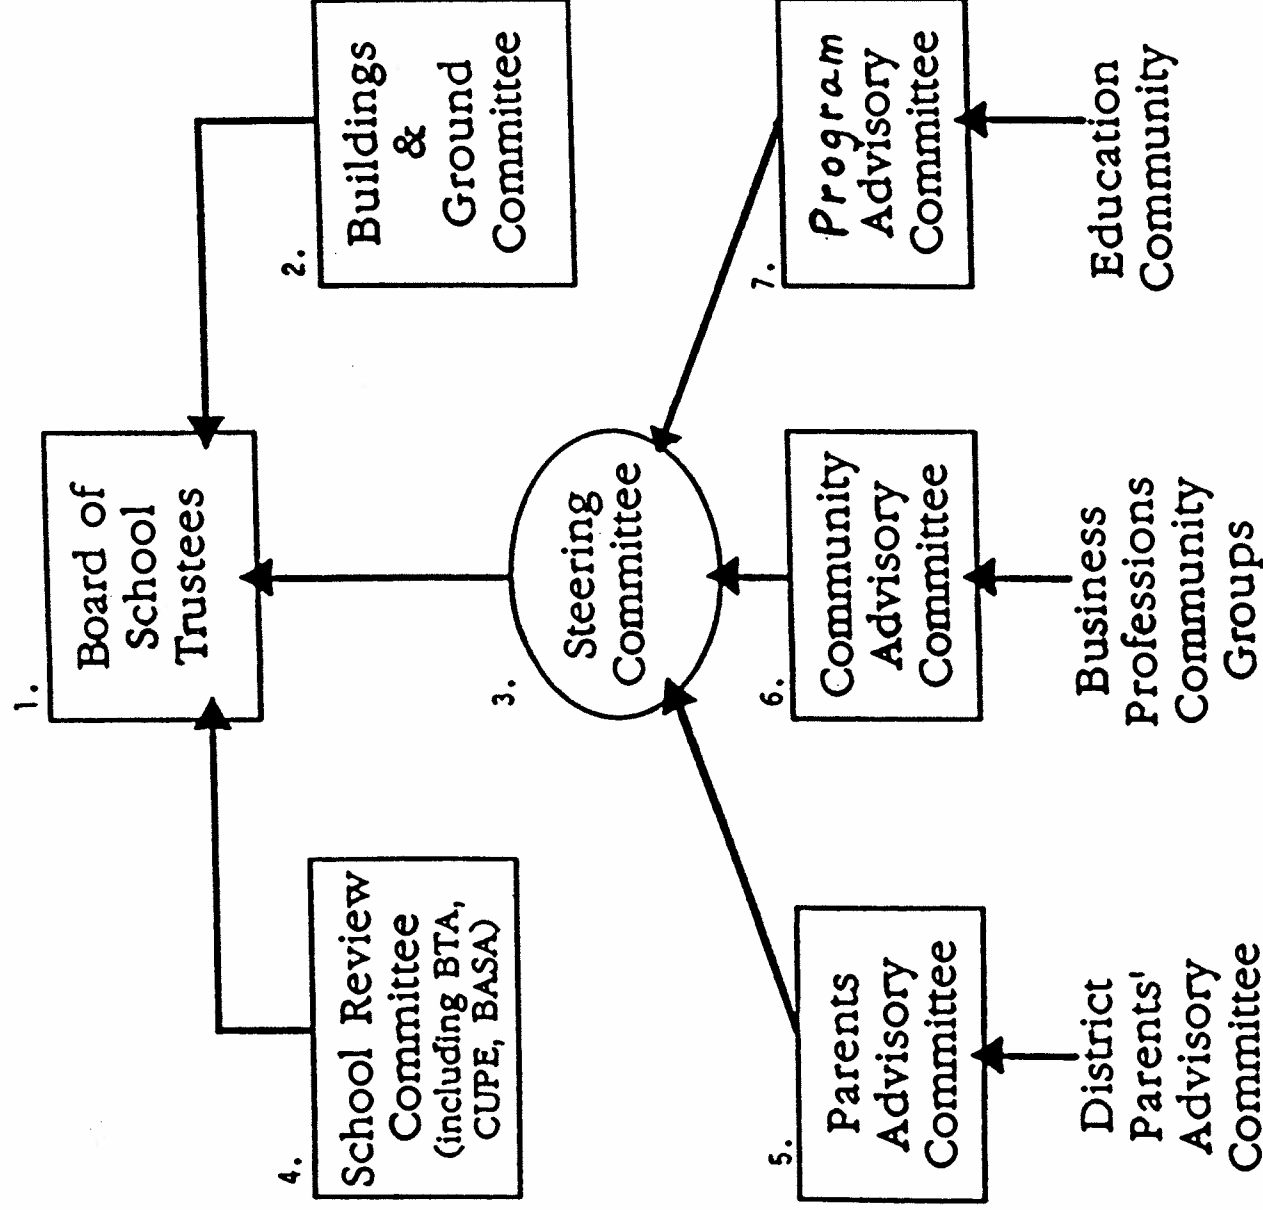 1.
Board of
School
Trustees
4.
School Review
Committee
(including BTA,
CUPE, BASA)
2.
Buildings
&
Ground
Committee
3.
Steering
Committee
5.
Parents
Advisory
Committee
6.
Community
Advisory
Committee
7.
Program
Advisory
Committee
District
Parents'
Advisory
Committee
Business
Professions
Community
Groups
Education
Community